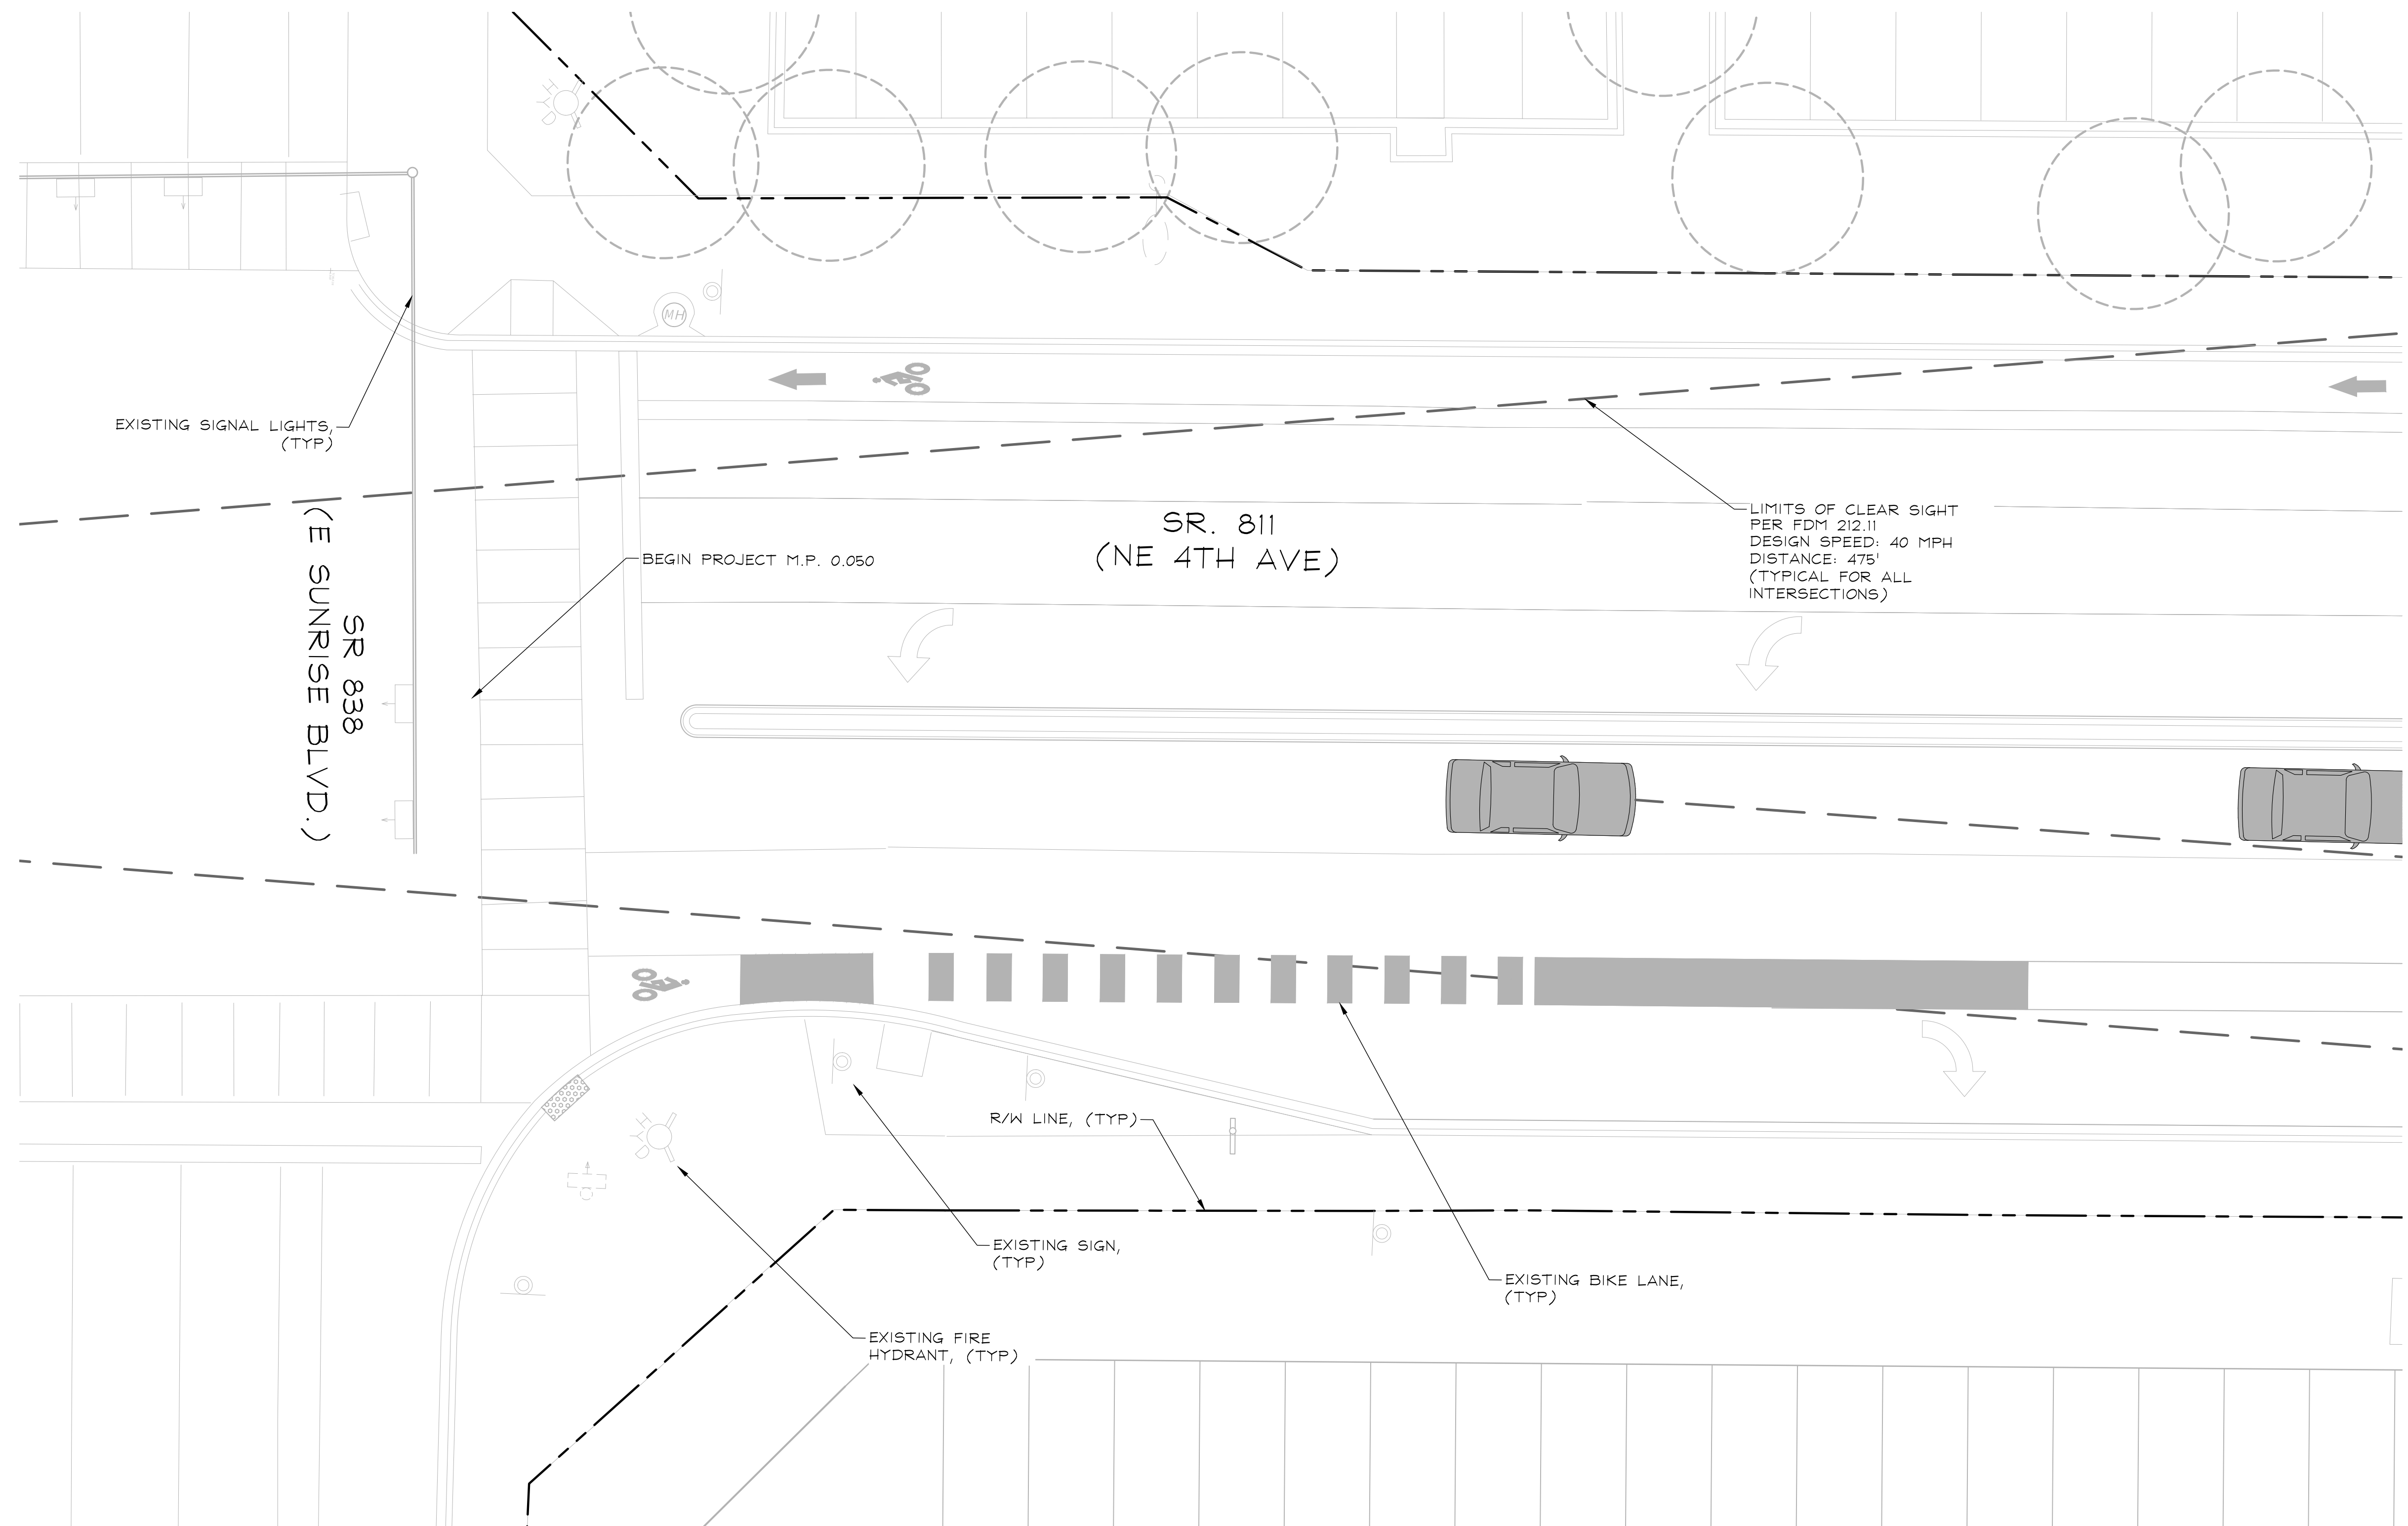 MH
EXISTING SIGNAL LIGHTS,
(TYP)
SR 838
(E SUNRISE BLVD.)
BEGIN PROJECT M.P. 0.050
SR. 811
(NE 4TH AVE)
LIMITS OF CLEAR SIGHT
PER FDM 212.11
DESIGN SPEED: 40 MPH
DISTANCE: 475'
(TYPICAL FOR ALL
INTERSECTIONS)
R/W LINE, (TYP)
EXISTING SIGN,
(TYP)
EXISTING BIKE LANE,
(TYP)
EXISTING FIRE
HYDRANT, (TYP)